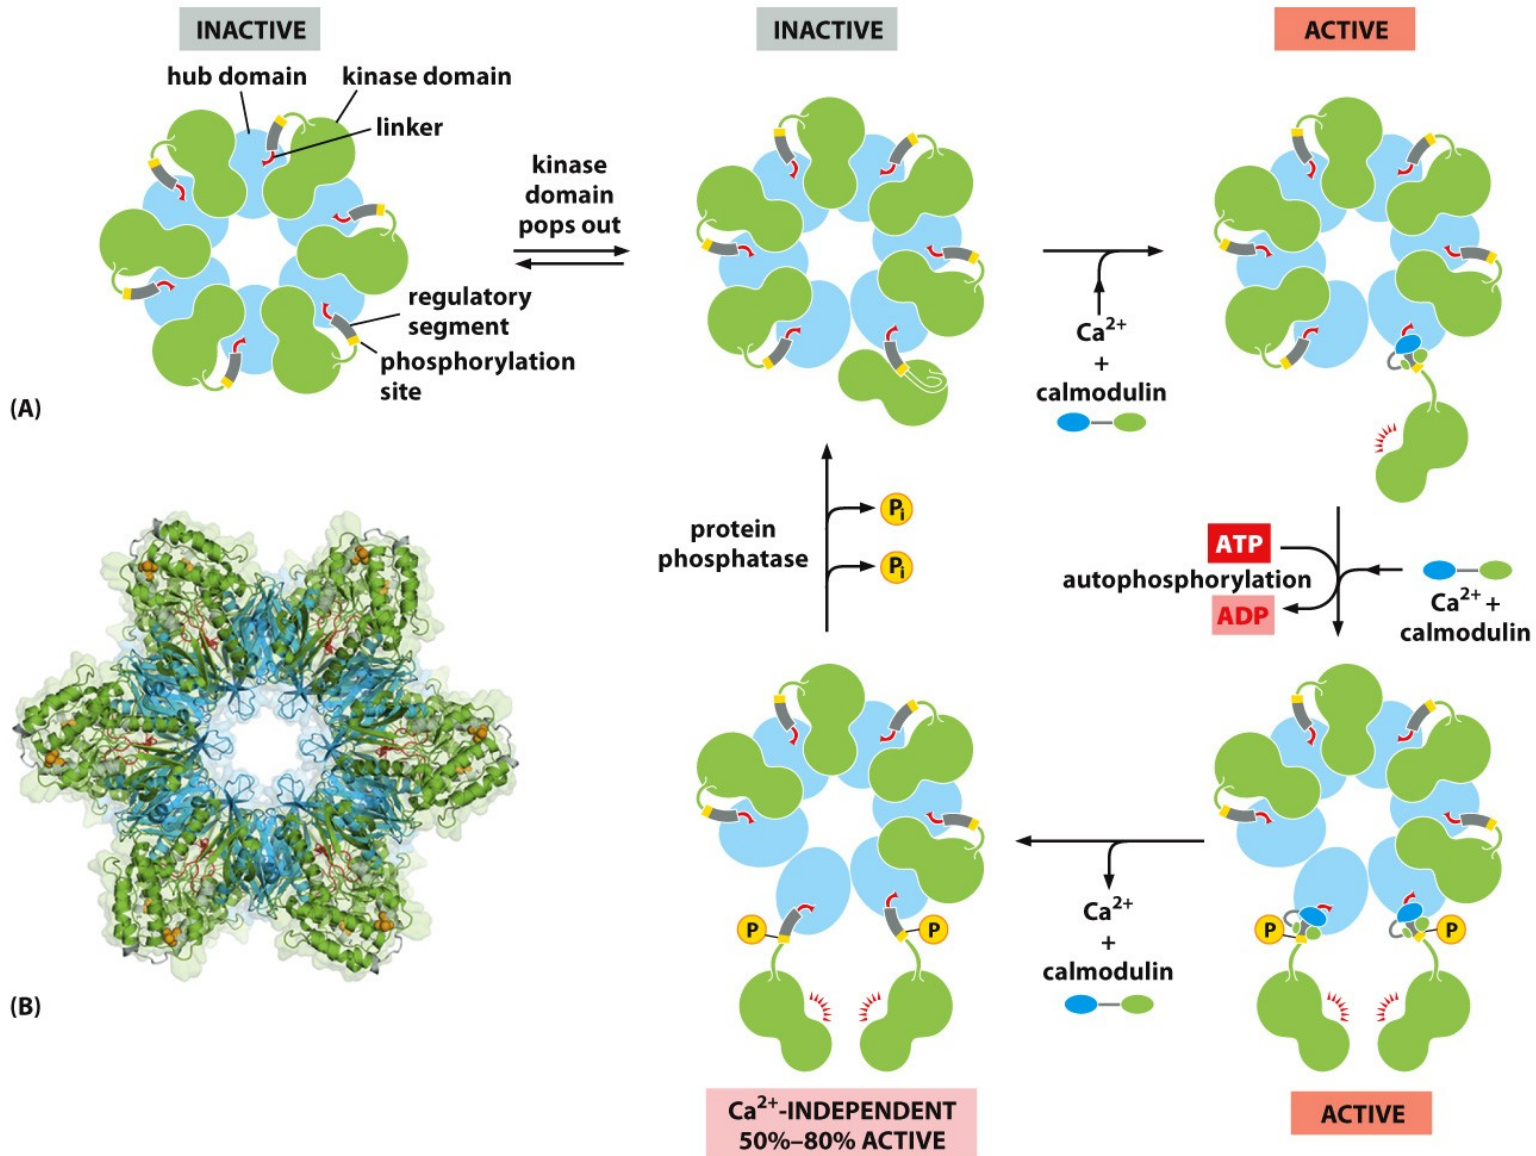 INACTIVE
INACTIVE
ACTIVE
hub domain
kinase domain
linker
regulatory
segment
phosphorylation
site
(A)
kinase
domain
pops out
Ca²⁺
+
calmodulin
protein
phosphatase
Pᵢ
Pᵢ
ATP
autophosphorylation
ADP
Ca²⁺ +
calmodulin
(B)
P
P
Ca²⁺
+
calmodulin
P
P
Ca²⁺-INDEPENDENT
50%–80% ACTIVE
ACTIVE